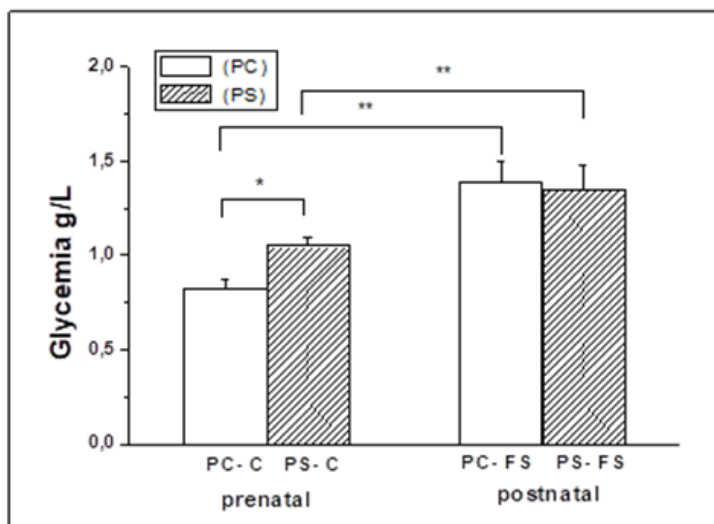 2,0
1,5
1,0
0,5
0,0
Glycemia g/L
(PC)
(PS)
**
**
*
PC- C PS- C PC- FS PS- FS
prenatal postnatal